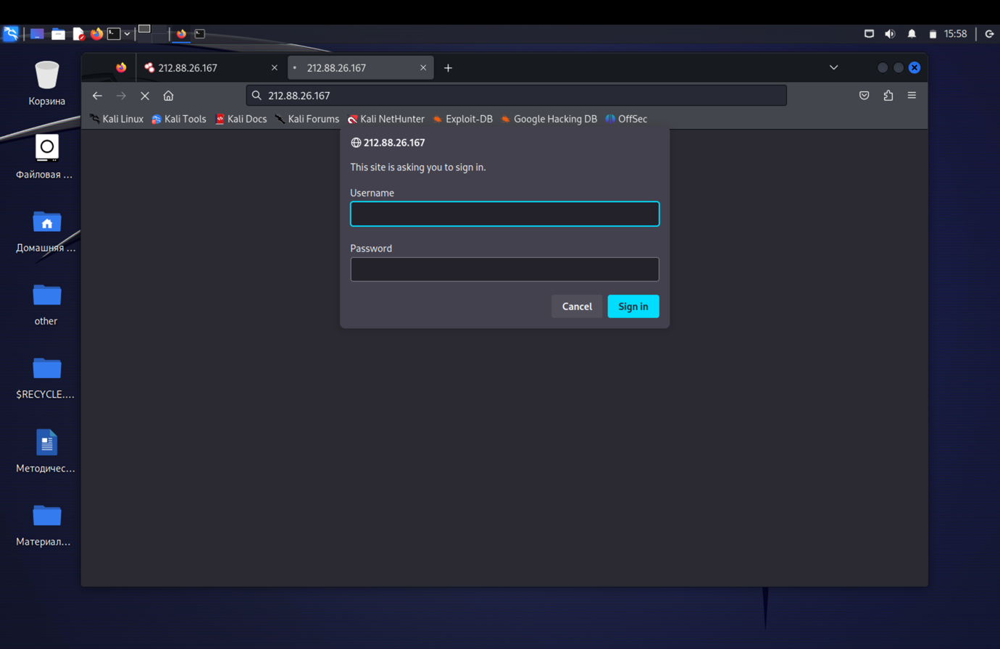 15:58
212.88.26.167
212.88.26.167
212.88.26.167
Kali Linux Kali Tools Kali Docs Kali Forums Kali NetHunter Exploit-DB Google Hacking DB OffSec
212.88.26.167
This site is asking you to sign in.
Username
Password
Cancel Sign in
Корзина
Файловая ...
Домашняя ...
other
$RECYCLE....
Методичес...
Материал...